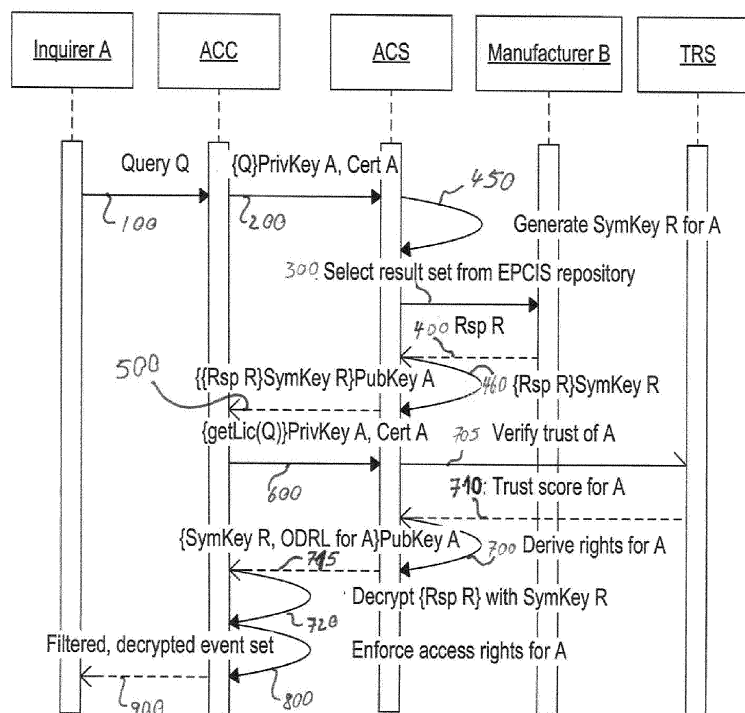 Inquirer A
ACC
ACS
Manufacturer B
TRS
Query Q
{Q}PrivKey A, Cert A
450
100
200
Generate SymKey R for A
300: Select result set from EPCIS repository
400 Rsp R
500
{{Rsp R}SymKey R}PubKey A
460 {Rsp R}SymKey R
{getLic(Q)}PrivKey A, Cert A
705 Verify trust of A
600
710: Trust score for A
{SymKey R, ODRL for A}PubKey A
700 Derive rights for A
715
Decrypt {Rsp R} with SymKey R
720
Filtered, decrypted event set
Enforce access rights for A
900
800